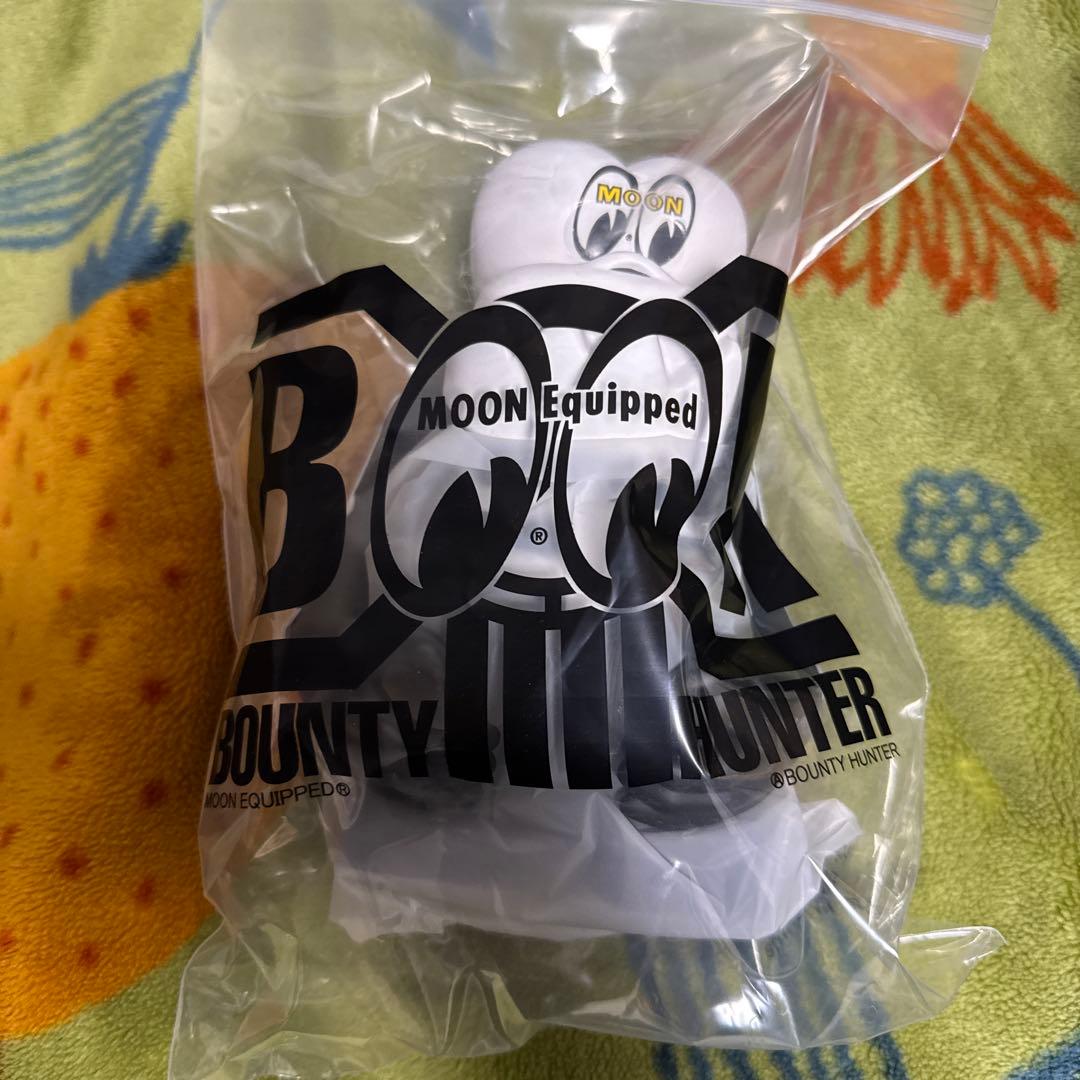 MOON
B
MOON Equipped
®
BOUNTY HUNTER
MOON EQUIPPED®
Ⓐ BOUNTY HUNTER